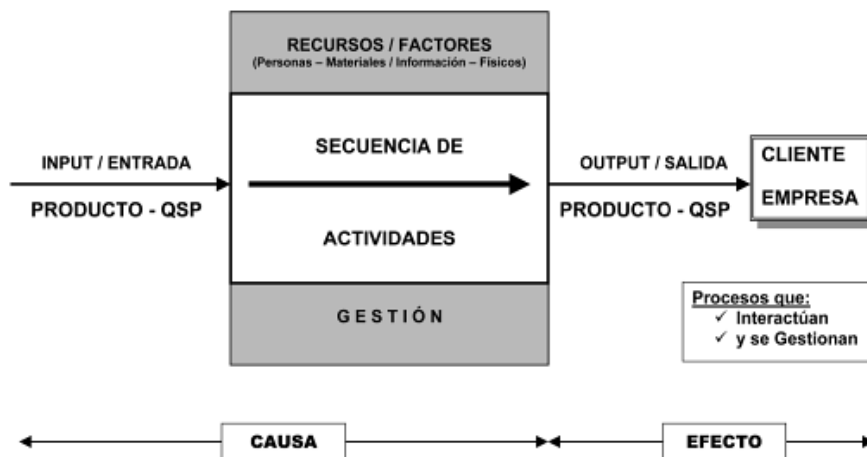 RECURSOS / FACTORES
(Personas – Materiales / Información – Físicos)
INPUT / ENTRADA
PRODUCTO - QSP
SECUENCIA DE
ACTIVIDADES
OUTPUT / SALIDA
PRODUCTO - QSP
CLIENTE
EMPRESA
GESTIÓN
Procesos que:
✓ Interactúan
✓ y se Gestionan
CAUSA
EFECTO